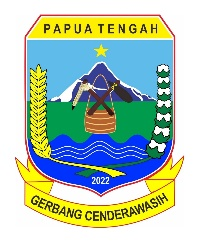 PAPUA TENGAH
2022
GERBANG CENDERAWASIH